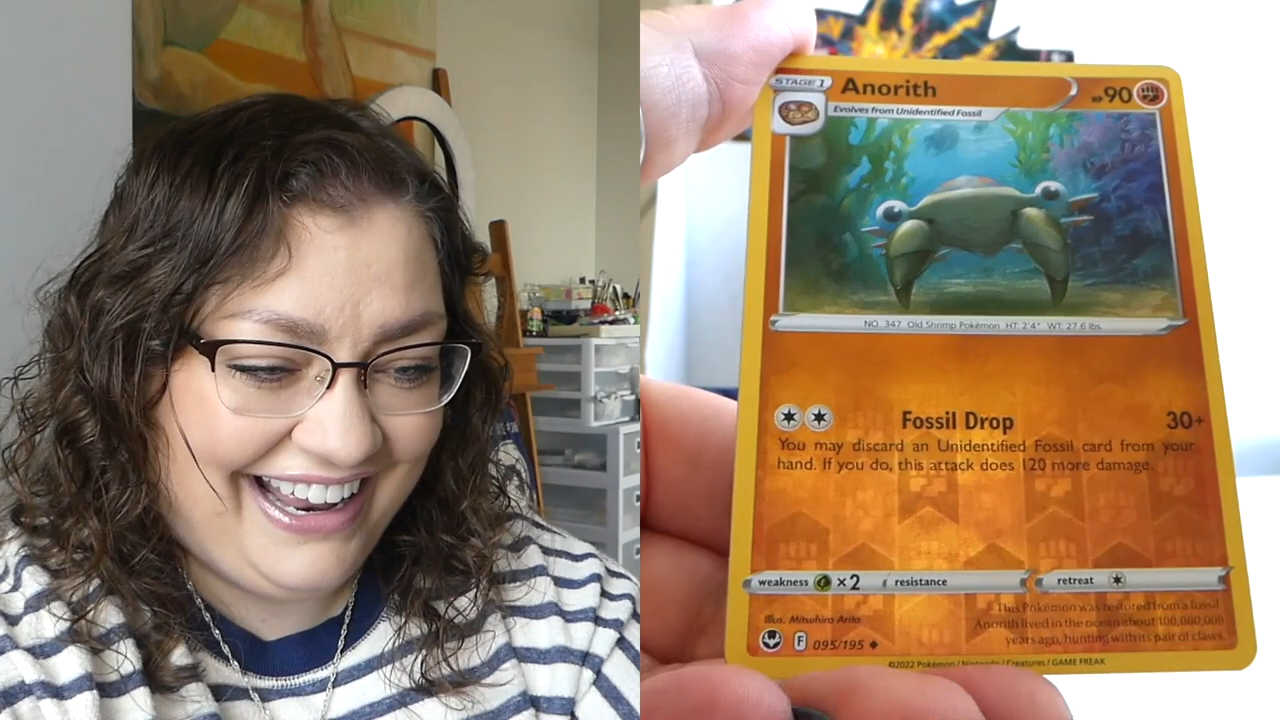 STAGE 1
Anorith
HP 90
Evolves from Unidentified Fossil
NO. 347 Old Shrimp Pokémon HT: 2'4" WT: 27.6 lbs.
Fossil Drop 30+
You may discard an Unidentified Fossil card from your
hand. If you do, this attack does 120 more damage.
weakness ×2 resistance retreat
This Pokémon was restored from a fossil.
Anorith lived in the ocean about 100,000,000
years ago, hunting with its pair of claws.
Illus. Mitsuhiro Arita
F 095/195
©2022 Pokémon / Nintendo / Creatures / GAME FREAK